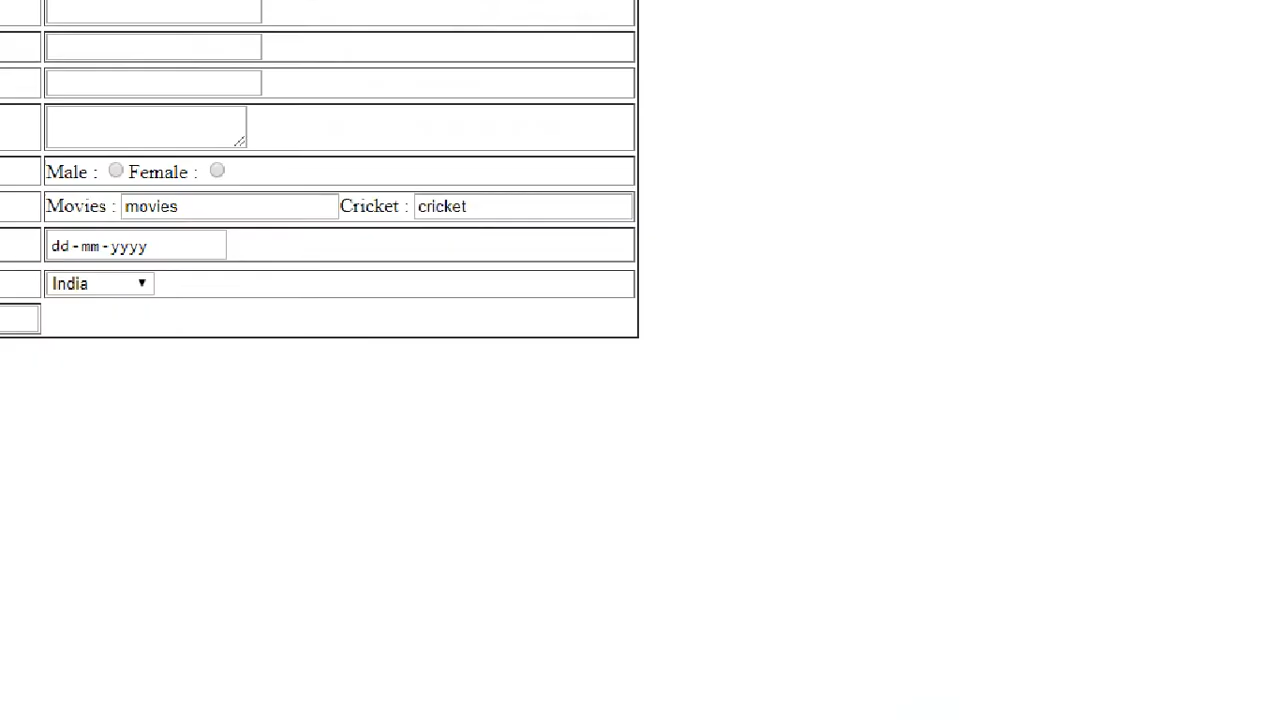 Male : Female :
Movies : movies Cricket : cricket
dd-mm-yyyy
India